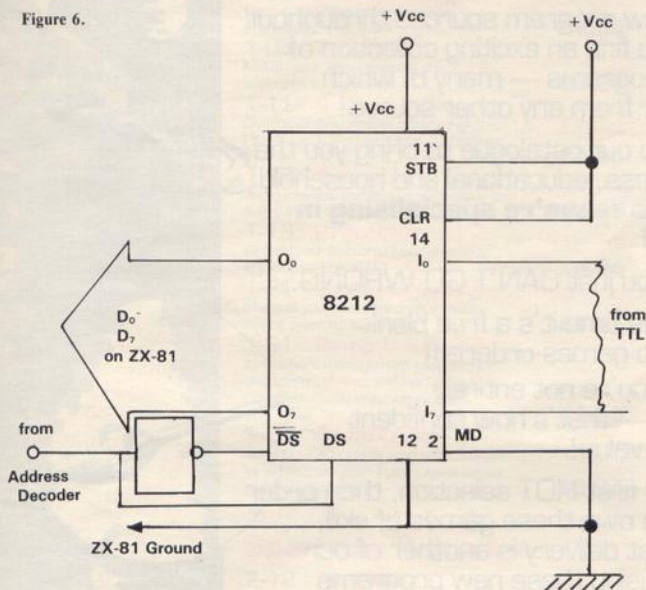 Figure 6.
+ Vcc
+ Vcc
+ Vcc
11
STB
CLR
14
O₀
I₀
8212
D₀
D₇
on ZX-81
from
TTL
O₇
I₇
from
D̅S̅
DS
12
2
MD
Address
Decoder
ZX-81 Ground